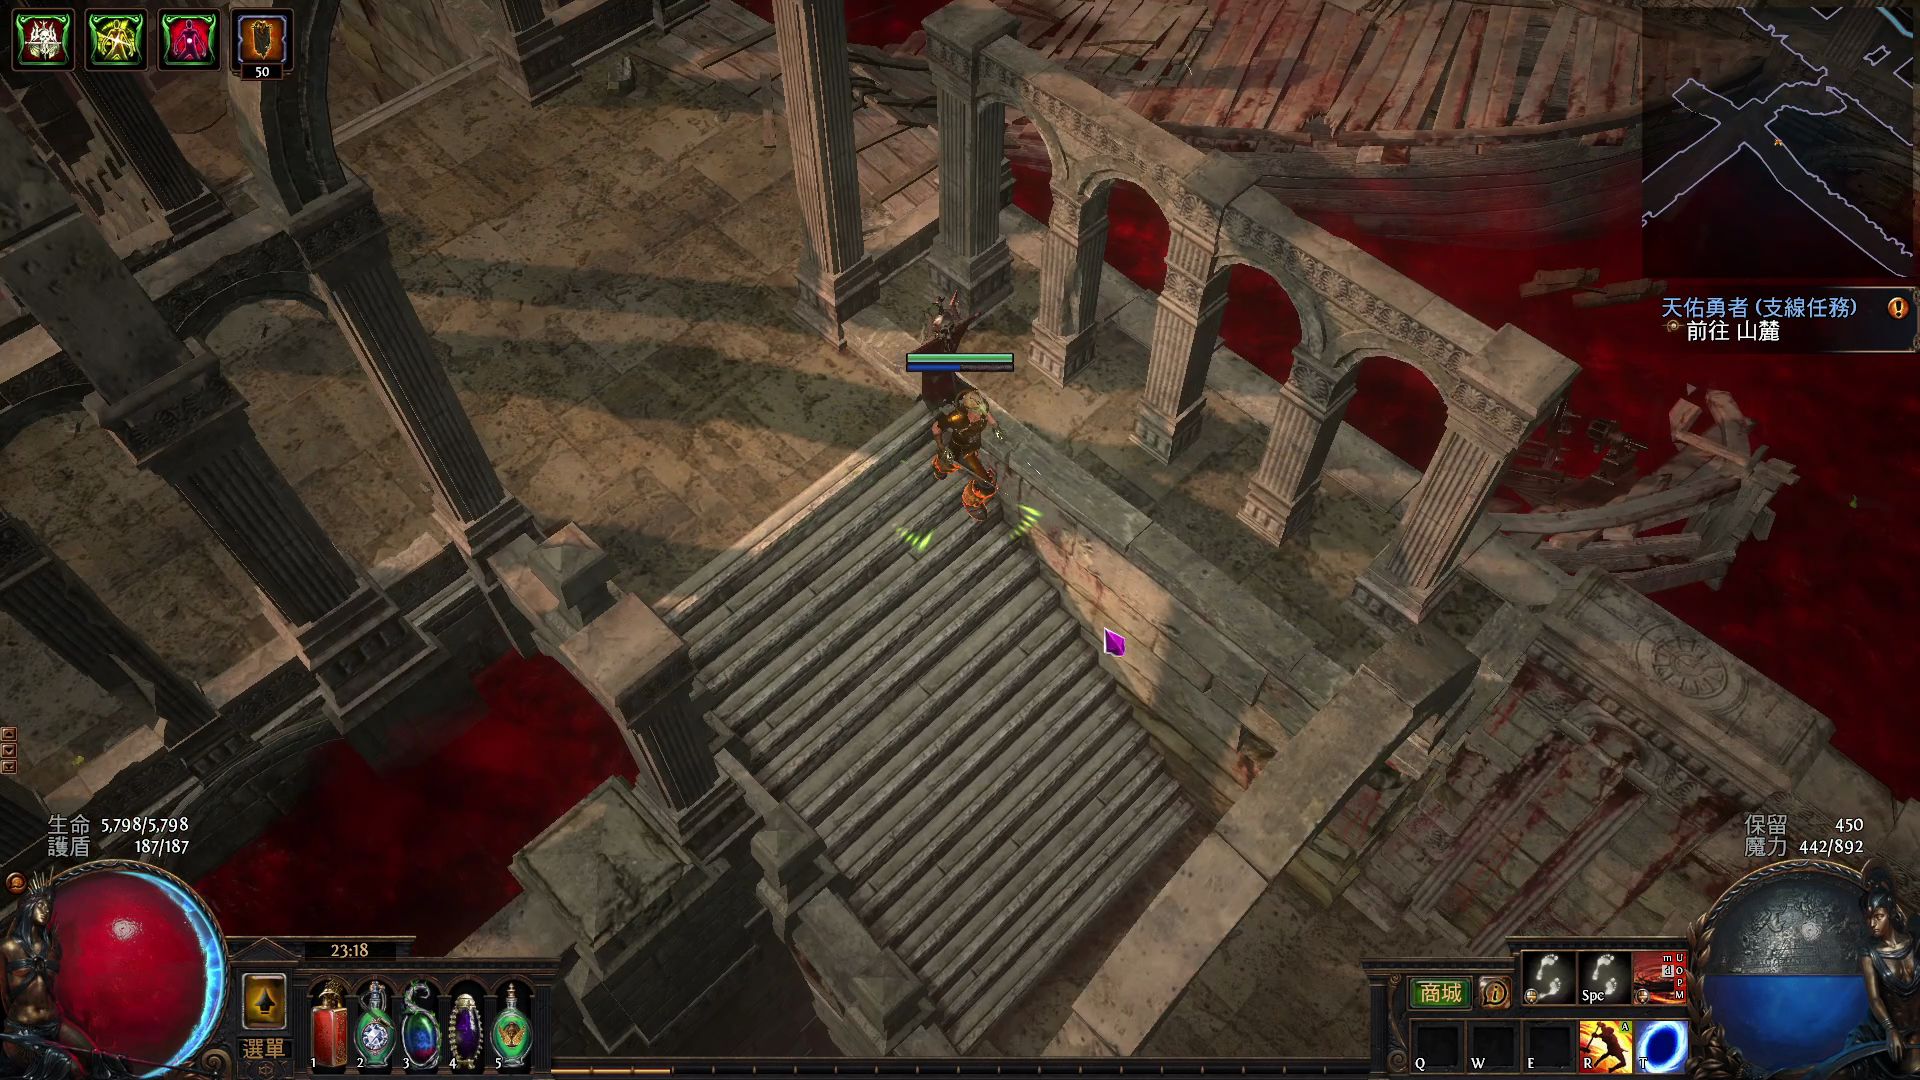 50
天佑勇者 (支線任務)
前往 山麓
生命 5,798/5,798
護盾 187/187
保留 450
魔力 442/892
23:18
選單
1 2 3 4 5
商城
Spc
m U
d O
P
M
Q W E R A T